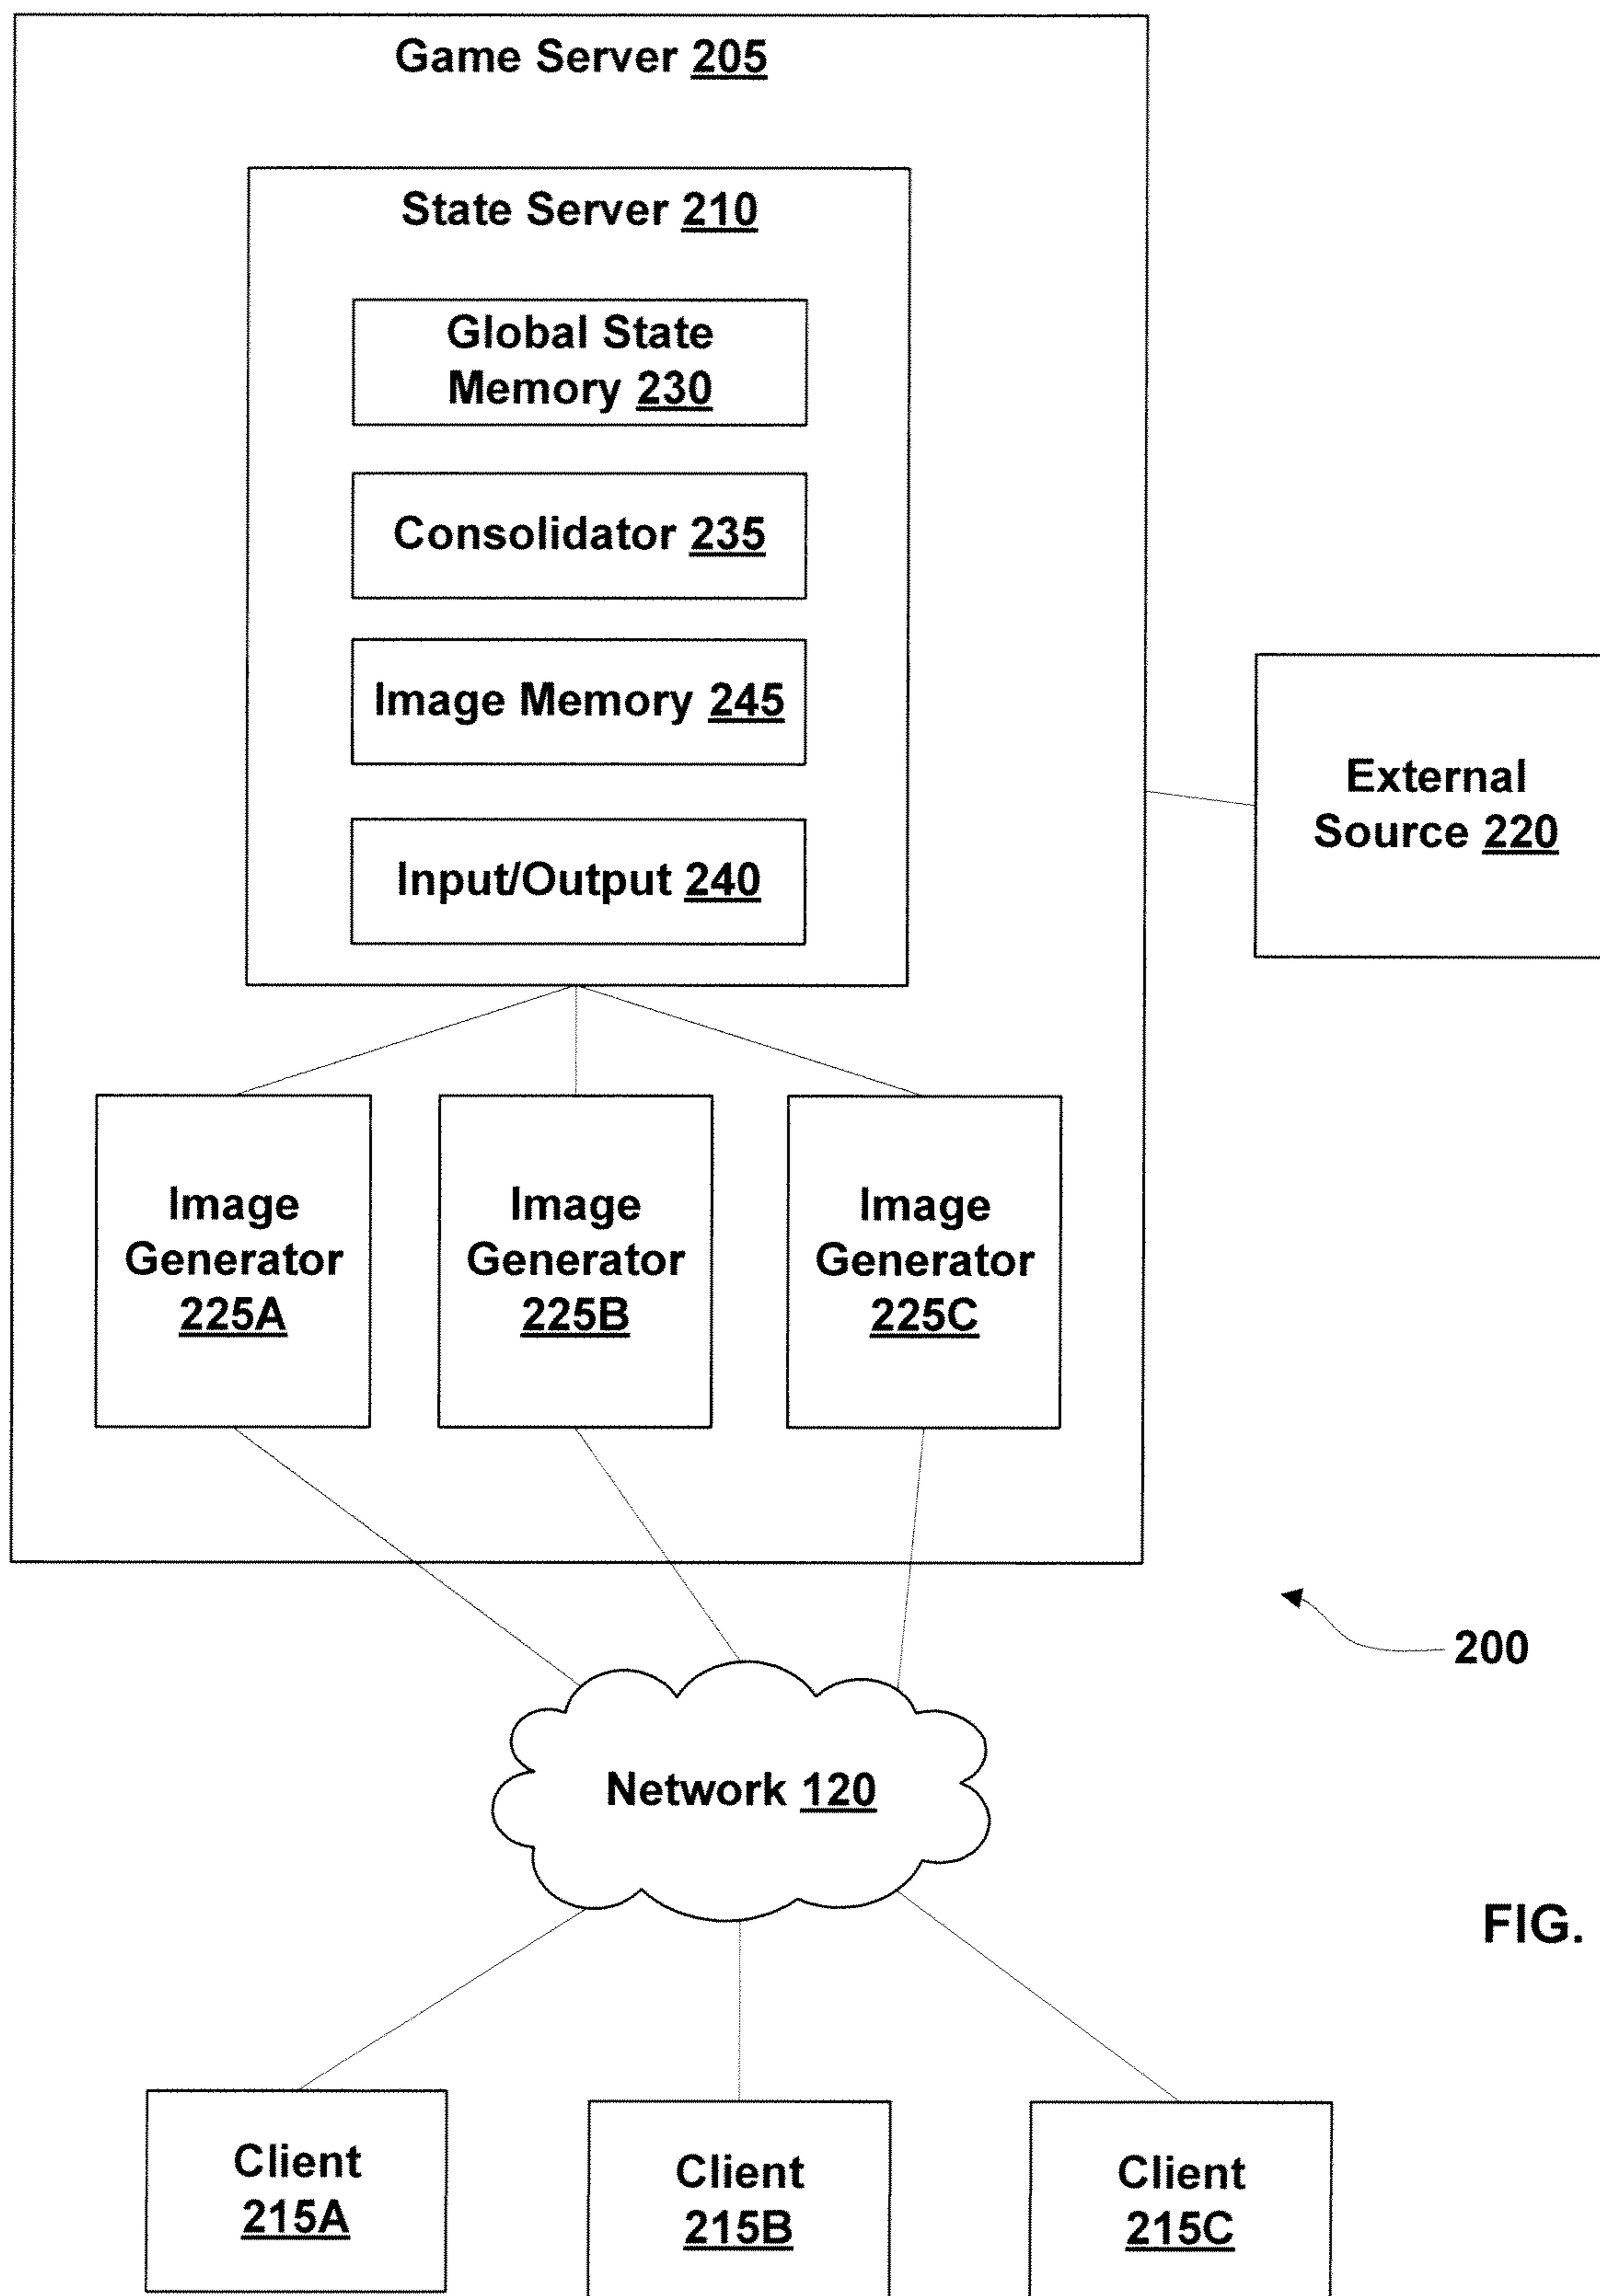 Game Server 205
State Server 210
Global State
Memory 230
Consolidator 235
Image Memory 245
Input/Output 240
External
Source 220
Image
Generator
225A
Image
Generator
225B
Image
Generator
225C
200
Network 120
FIG.
Client
215A
Client
215B
Client
215C